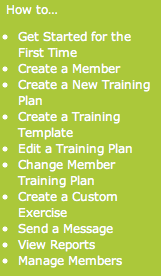 How to...
• Get Started for the
First Time
• Create a Member
• Create a New Training
Plan
• Create a Training
Template
• Edit a Training Plan
• Change Member
Training Plan
• Create a Custom
Exercise
• Send a Message
• View Reports
• Manage Members